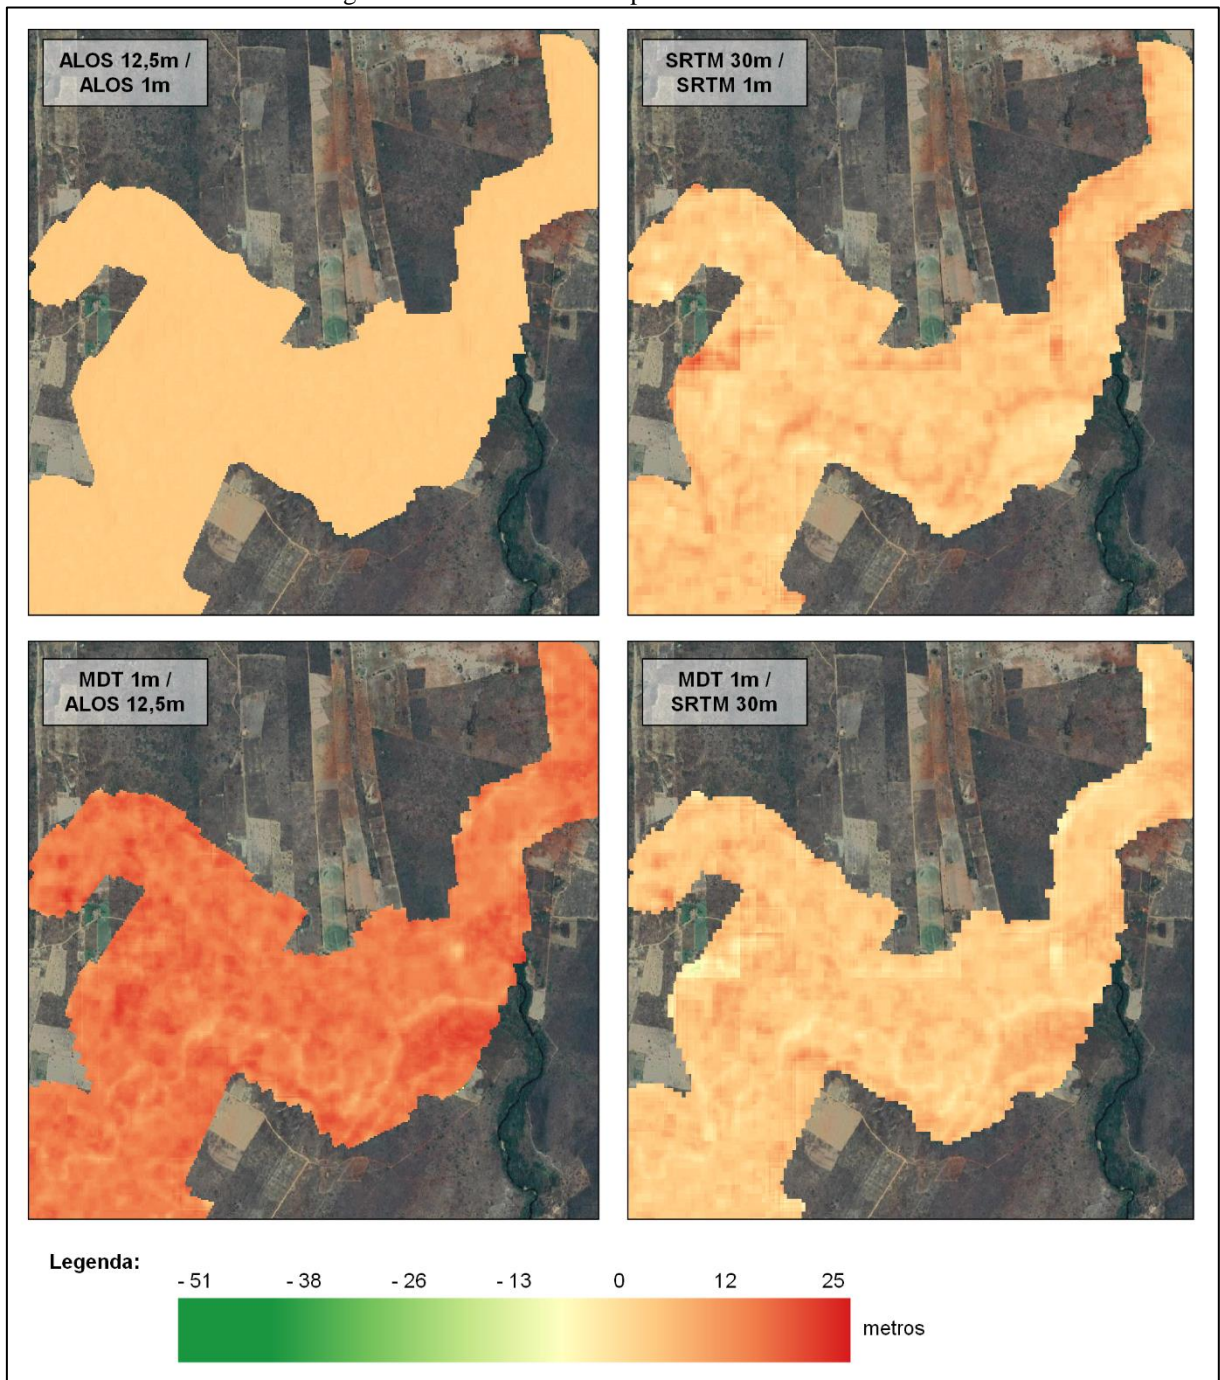 ALOS 12,5m /
ALOS 1m
SRTM 30m /
SRTM 1m
MDT 1m /
ALOS 12,5m
MDT 1m /
SRTM 30m
Legenda:
- 51 - 38 - 26 - 13 0 12 25
metros